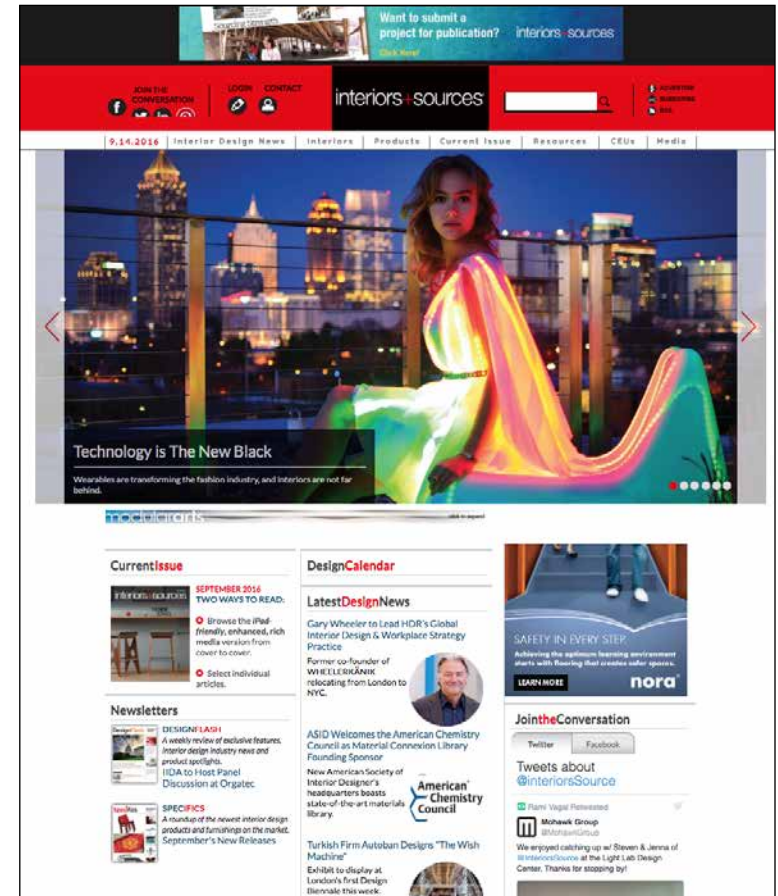 Want to submit a
project for publication?
interiors+sources
Click Here!
JOIN THE
CONVERSATION
LOGIN
CONTACT
interiors+sources
ADVERTISE
SUBSCRIBE
RSS
9.14.2016 | Interior Design News | Interiors | Products | Current Issue | Resources | CEUs | Media
Technology is The New Black
Wearables are transforming the fashion industry, and interiors are not far
behind.
modulararts
click to expand
CurrentIssue
interiors+sources
SEPTEMBER 2016
TWO WAYS TO READ:
Browse the iPad-
friendly, enhanced, rich
media version from
cover to cover.
Select individual
articles.
Newsletters
DESIGNFLASH
A weekly review of exclusive features,
interior design industry news and
product spotlights.
IIDA to Host Panel
Discussion at Orgatec
SPECIFICS
A roundup of the newest interior design
products and furnishings on the market.
September's New Releases
DesignCalendar
LatestDesignNews
Gary Wheeler to Lead HDR's Global
Interior Design & Workplace Strategy
Practice
Former co-founder of
WHEELERKÄNIK
relocating from London to
NYC.
ASID Welcomes the American Chemistry
Council as Material Connexion Library
Founding Sponsor
New American Society of
Interior Designer's
headquarters boasts
state-of-the-art materials
library.
American
Chemistry
Council
Turkish Firm Autoban Designs "The Wish
Machine"
Exhibit to display at
London's first Design
Biennale this week.
SAFETY IN EVERY STEP.
Achieving the optimum learning environment
starts with flooring that creates safer spaces.
LEARN MORE
nora
JointheConversation
Twitter
Facebook
Tweets about
@interiorsSource
Rami Vagal Retweeted
Mohawk Group
@MohawkGroup
We enjoyed catching up w/ Steven & Jenna of
@InteriorsSource at the Light Lab Design
Center. Thanks for stopping by!